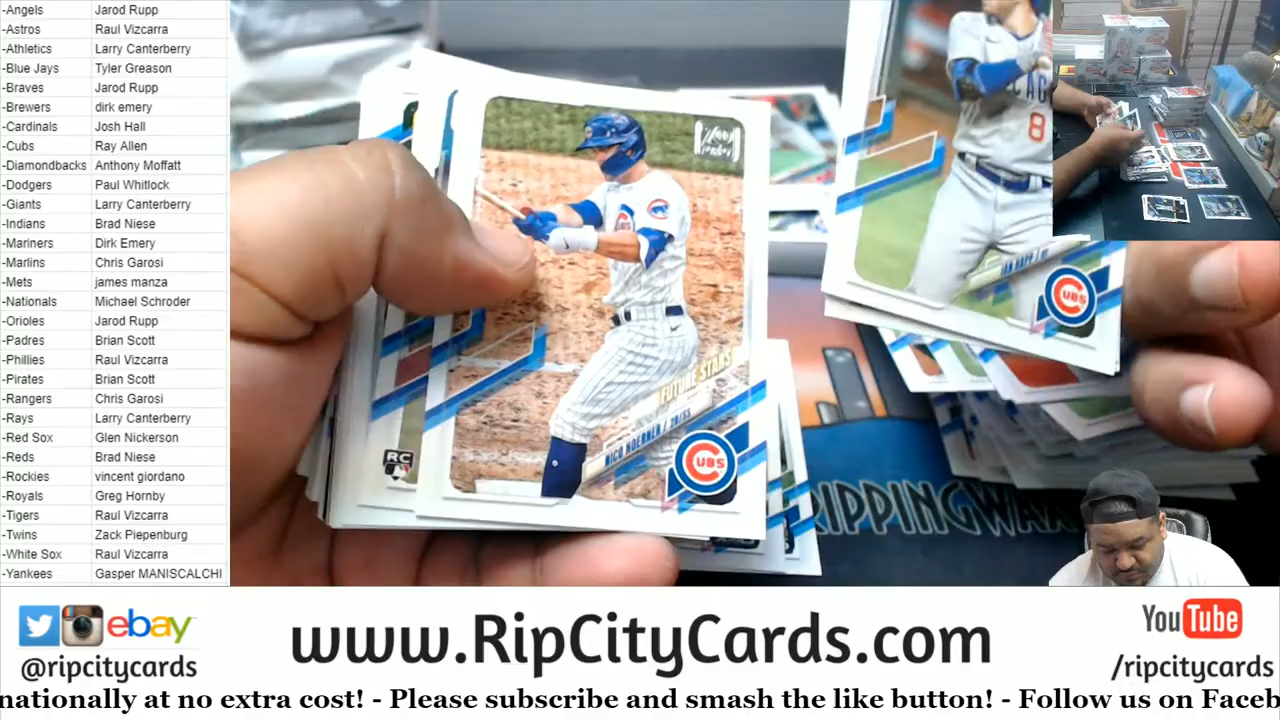 -Angels Jarod Rupp
-Astros Raul Vizcarra
-Athletics Larry Canterberry
-Blue Jays Tyler Greason
-Braves Jarod Rupp
-Brewers dirk emery
-Cardinals Josh Hall
-Cubs Ray Allen
-Diamondbacks Anthony Moffatt
-Dodgers Paul Whitlock
-Giants Larry Canterberry
-Indians Brad Niese
-Mariners Dirk Emery
-Marlins Chris Garosi
-Mets james manza
-Nationals Michael Schroder
-Orioles Jarod Rupp
-Padres Brian Scott
-Phillies Raul Vizcarra
-Pirates Brian Scott
-Rangers Chris Garosi
-Rays Larry Canterberry
-Red Sox Glen Nickerson
-Reds Brad Niese
-Rockies vincent giordano
-Royals Greg Hornby
-Tigers Raul Vizcarra
-Twins Zack Piepenburg
-White Sox Raul Vizcarra
-Yankees Gasper MANISCALCHI
8
IAN HAPP
CUBS
FUTURE STARS
NICO HOERNER / 2B/SS
CUBS
RC
RIPPINGWAX
ebay
@ripcitycards
www.RipCityCards.com
YouTube
/ripcitycards
nationally at no extra cost! - Please subscribe and smash the like button! - Follow us on Faceb